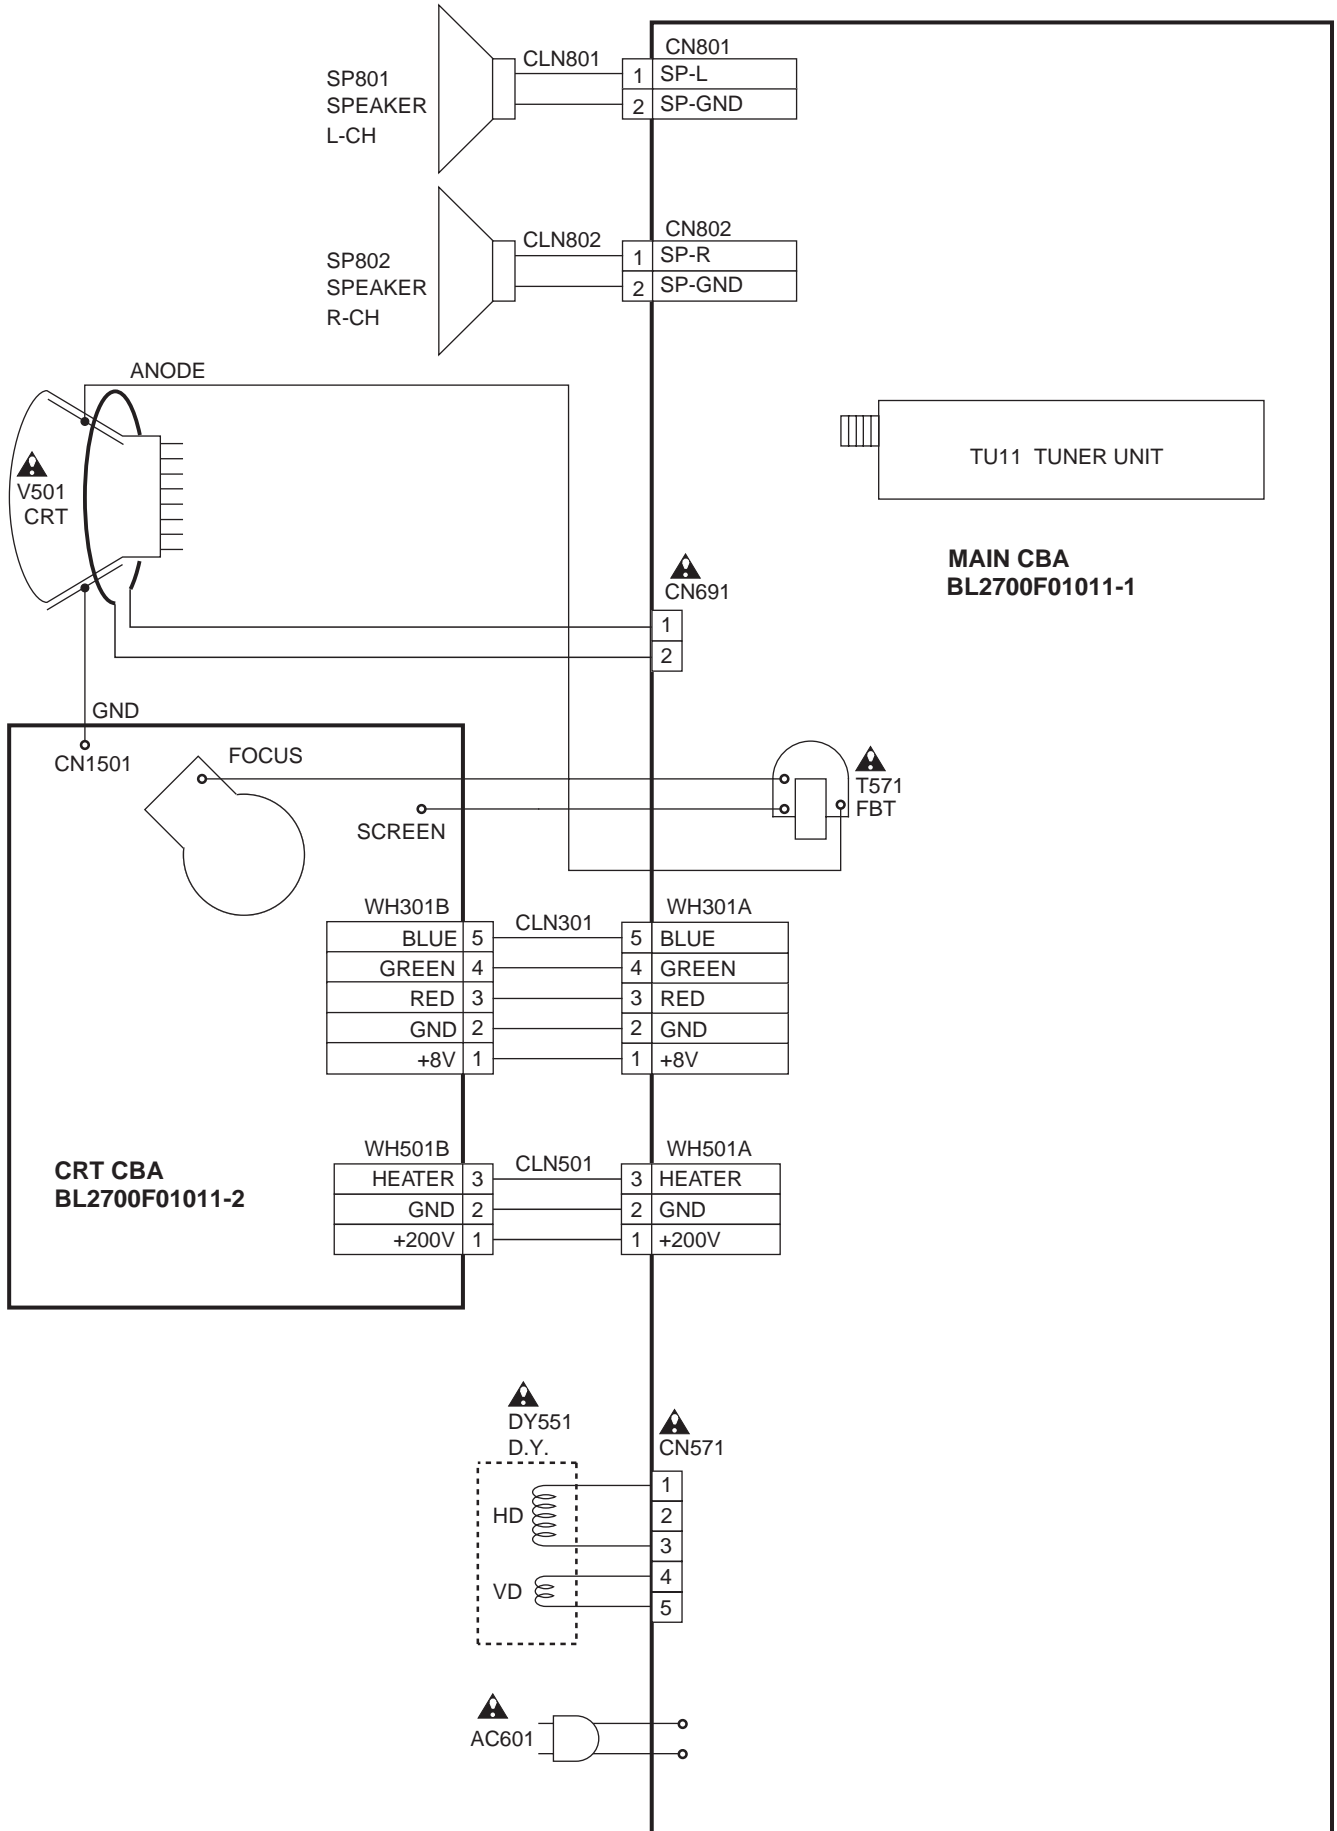 CN801
CLN801
1 SP-L
2 SP-GND
SP801
SPEAKER
L-CH
CN802
CLN802
1 SP-R
2 SP-GND
SP802
SPEAKER
R-CH
ANODE
V501
CRT
TU11 TUNER UNIT
MAIN CBA
BL2700F01011-1
CN691
1
2
GND
CN1501
FOCUS
SCREEN
T571
FBT
WH301B CLN301 WH301A
BLUE 5 5 BLUE
GREEN 4 4 GREEN
RED 3 3 RED
GND 2 2 GND
+8V 1 1 +8V
WH501B CLN501 WH501A
HEATER 3 3 HEATER
GND 2 2 GND
+200V 1 1 +200V
CRT CBA
BL2700F01011-2
DY551
D.Y.
CN571
HD
VD
1
2
3
4
5
AC601